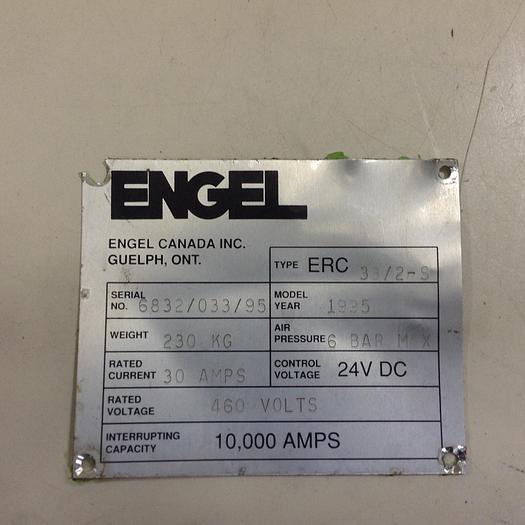 ENGEL
ENGEL CANADA INC.
GUELPH, ONT.
TYPE ERC 33/2-S
SERIAL NO. 6832/033/95
MODEL YEAR 1995
WEIGHT 230 KG
AIR PRESSURE 6 BAR MAX
RATED CURRENT 30 AMPS
CONTROL VOLTAGE 24V DC
RATED VOLTAGE 460 VOLTS
INTERRUPTING CAPACITY 10,000 AMPS